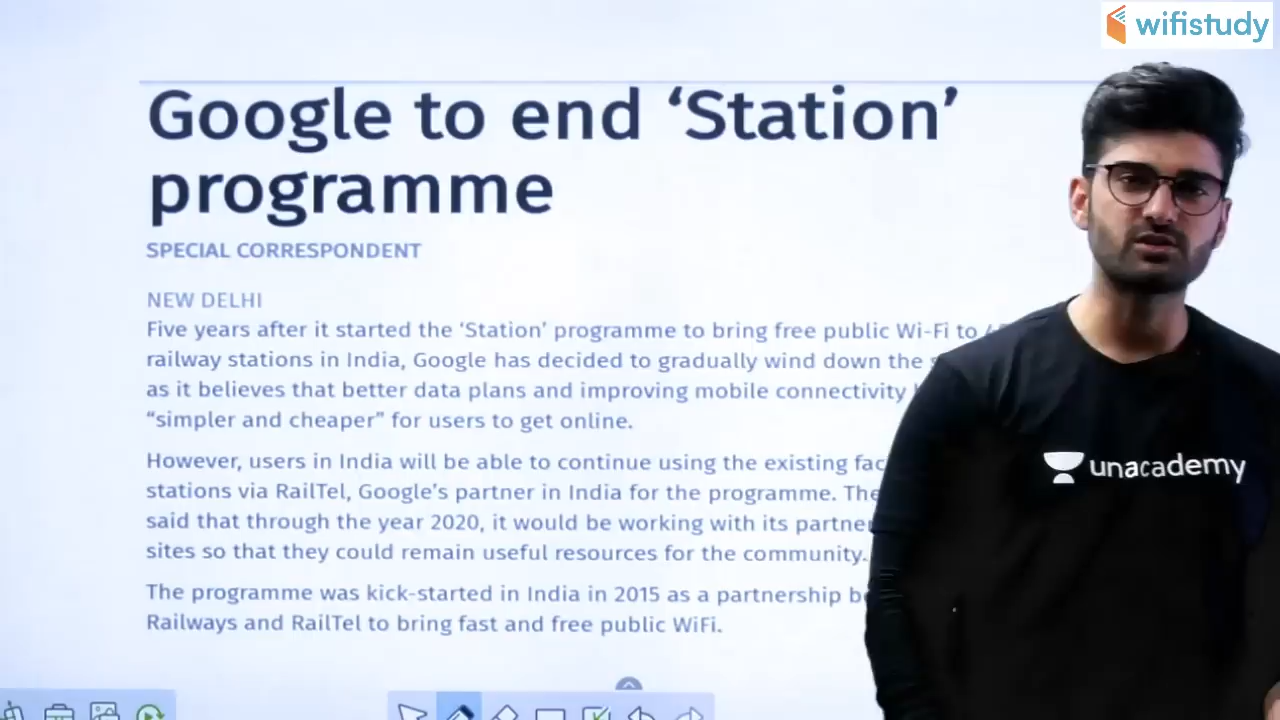 wifistudy
Google to end ‘Station’
programme
SPECIAL CORRESPONDENT
NEW DELHI
Five years after it started the ‘Station’ programme to bring free public Wi-Fi to
railway stations in India, Google has decided to gradually wind down the
as it believes that better data plans and improving mobile connectivity
“simpler and cheaper” for users to get online.
However, users in India will be able to continue using the existing
stations via RailTel, Google’s partner in India for the programme. The
said that through the year 2020, it would be working with its
sites so that they could remain useful resources for the community.
The programme was kick-started in India in 2015 as a partnership
Railways and RailTel to bring fast and free public WiFi.
unacademy